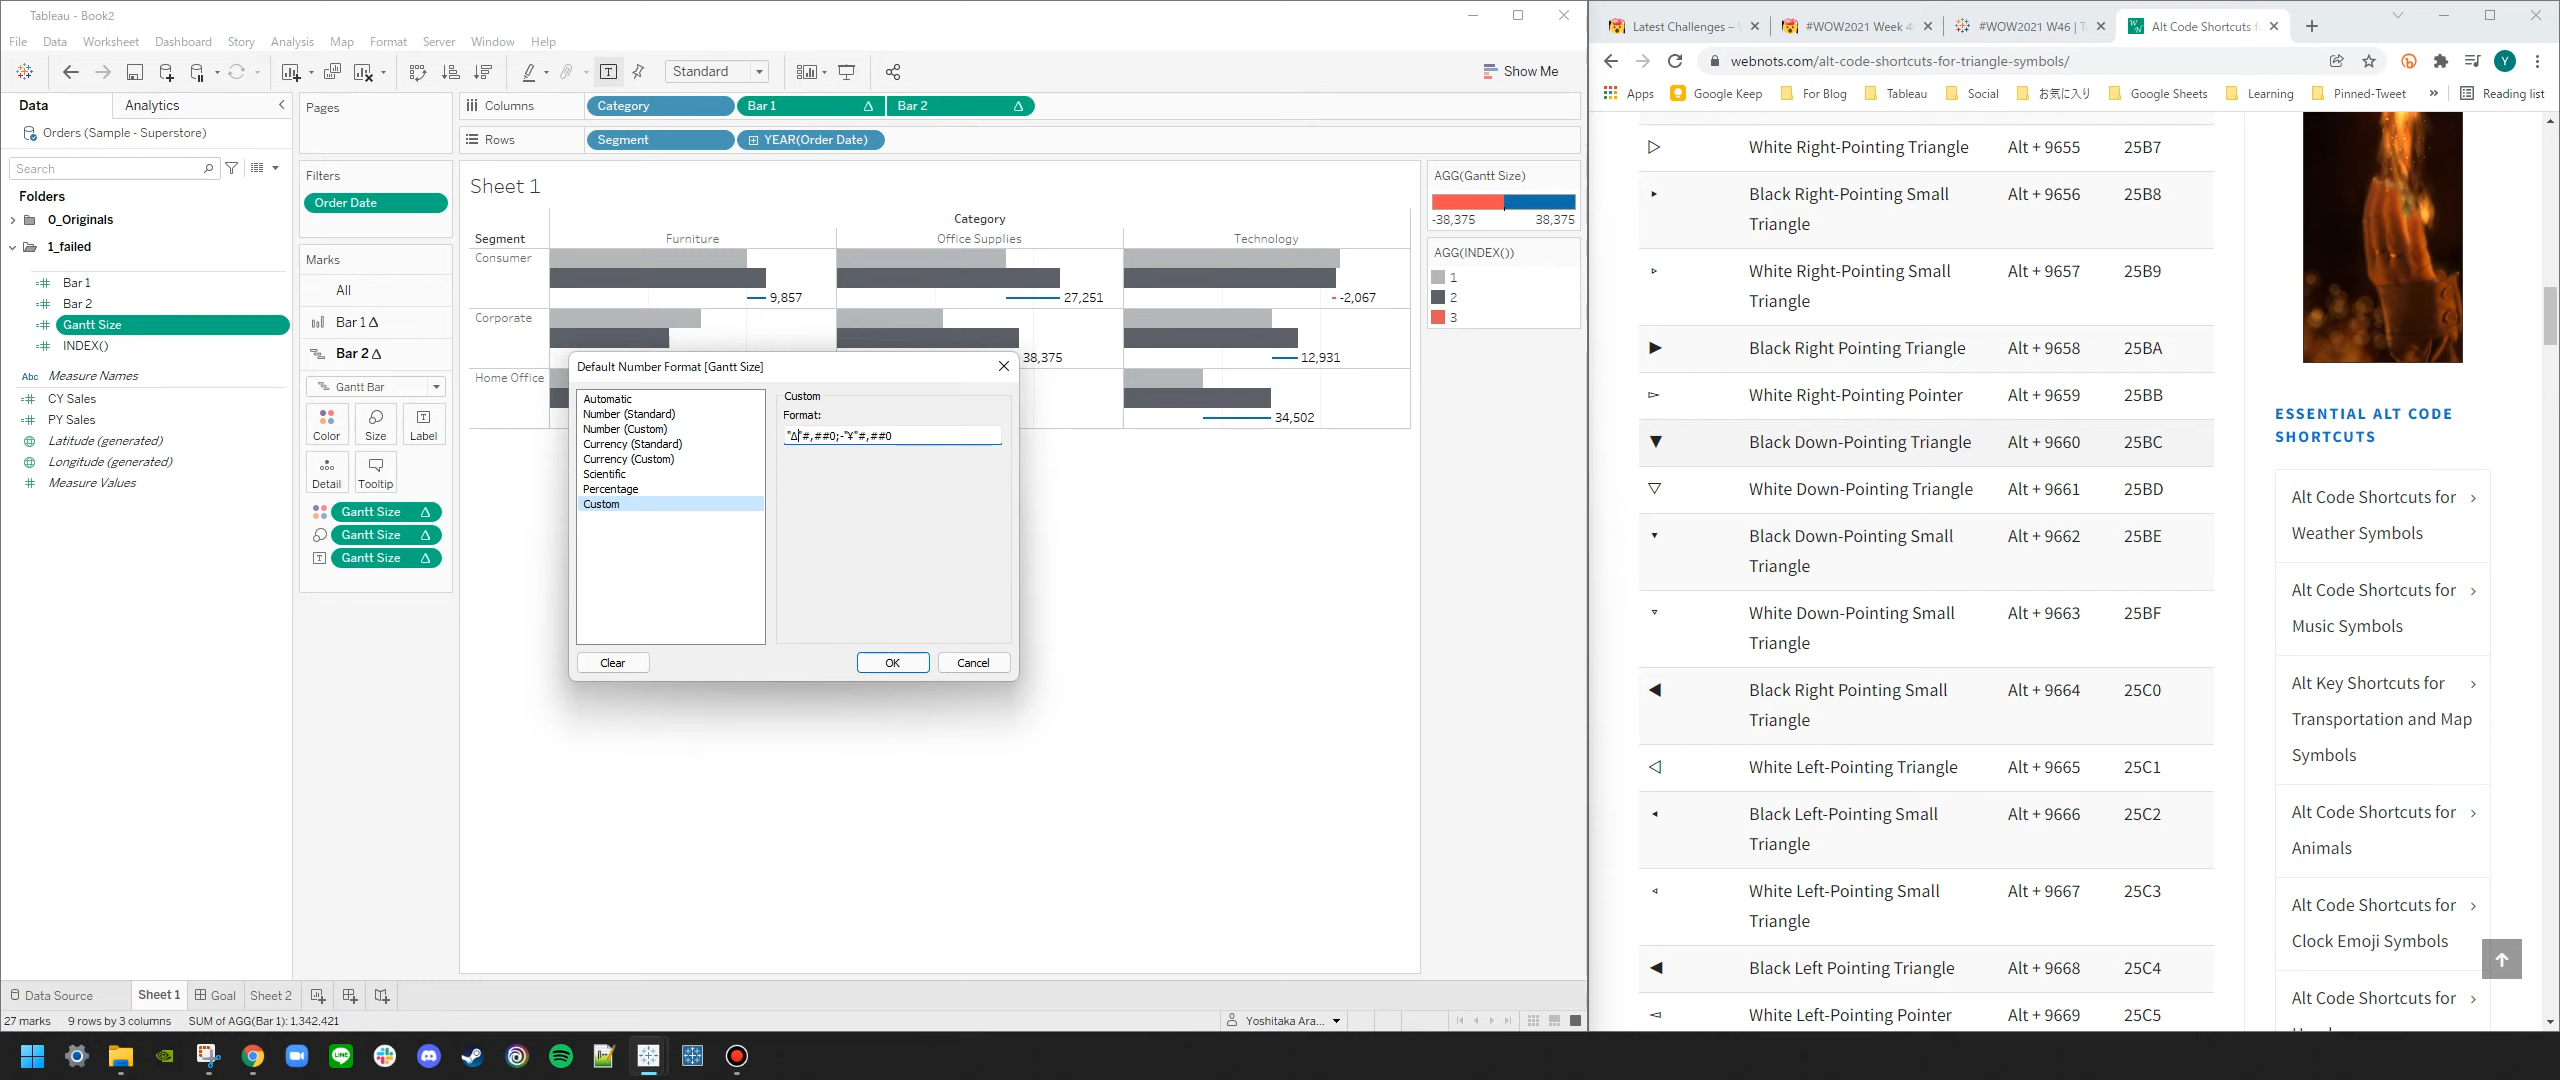 Tableau - Book2
File Data Worksheet Dashboard Story Analysis Map Format Server Window Help
Standard
Show Me
Data Analytics
Orders (Sample - Superstore)
Search
Folders
0_Originals
1_failed
Bar 1
Bar 2
Gantt Size
INDEX()
Abc Measure Names
CY Sales
PY Sales
Latitude (generated)
Longitude (generated)
Measure Values
Pages
Filters
Order Date
Marks
All
Bar 1 Δ
Bar 2 Δ
Gantt Bar
Color Size Label
Detail Tooltip
Gantt Size Δ
Gantt Size Δ
Gantt Size Δ
Columns Category Bar 1 Δ Bar 2 Δ
Rows Segment YEAR(Order Date)
Sheet 1
Category
Segment Furniture Office Supplies Technology
Consumer
9,857 27,251 -2,067
Corporate
38,375 12,931
Home Office
34,502
AGG(Gantt Size)
-38,375 38,375
AGG(INDEX())
1
2
3
Default Number Format [Gantt Size]
Automatic
Number (Standard)
Number (Custom)
Currency (Standard)
Currency (Custom)
Scientific
Percentage
Custom
Custom
Format:
"Δ"#,##0;-"¥"#,##0
Clear OK Cancel
Data Source Sheet 1 Goal Sheet 2
27 marks 9 rows by 3 columns SUM of AGG(Bar 1): 1,342,421
Yoshitaka Ara...
Latest Challenges – #WOW2021 Week 4 #WOW2021 W46 | T Alt Code Shortcuts f
webnots.com/alt-code-shortcuts-for-triangle-symbols/
Y
Apps Google Keep For Blog Tableau Social お気に入り Google Sheets Learning Pinned-Tweet » Reading list
▷ White Right-Pointing Triangle Alt + 9655 25B7
▸ Black Right-Pointing Small Alt + 9656 25B8
Triangle
▹ White Right-Pointing Small Alt + 9657 25B9
Triangle
► Black Right Pointing Triangle Alt + 9658 25BA
▻ White Right-Pointing Pointer Alt + 9659 25BB
▼ Black Down-Pointing Triangle Alt + 9660 25BC
▽ White Down-Pointing Triangle Alt + 9661 25BD
▾ Black Down-Pointing Small Alt + 9662 25BE
Triangle
▿ White Down-Pointing Small Alt + 9663 25BF
Triangle
◀ Black Right Pointing Small Alt + 9664 25C0
Triangle
◁ White Left-Pointing Triangle Alt + 9665 25C1
◂ Black Left-Pointing Small Alt + 9666 25C2
Triangle
◃ White Left-Pointing Small Alt + 9667 25C3
Triangle
◄ Black Left Pointing Triangle Alt + 9668 25C4
◅ White Left-Pointing Pointer Alt + 9669 25C5
ESSENTIAL ALT CODE
SHORTCUTS
Alt Code Shortcuts for
Weather Symbols
Alt Code Shortcuts for
Music Symbols
Alt Key Shortcuts for
Transportation and Map
Symbols
Alt Code Shortcuts for
Animals
Alt Code Shortcuts for
Clock Emoji Symbols
Alt Code Shortcuts for